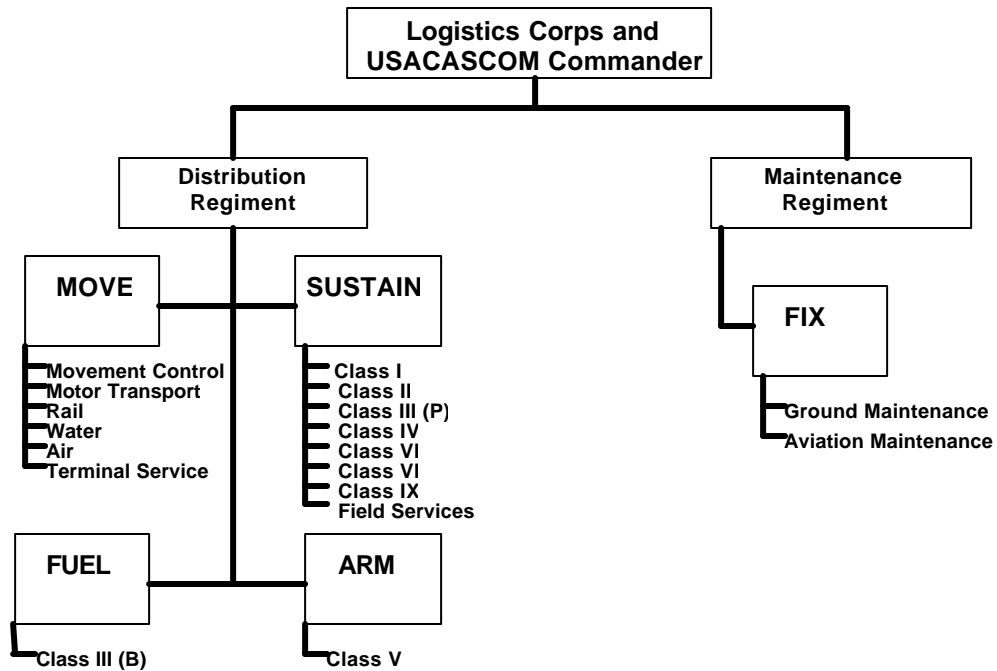 Logistics Corps and
USACASCOM Commander
Distribution
Regiment
Maintenance
Regiment
MOVE
Movement Control
Motor Transport
Rail
Water
Air
Terminal Service
SUSTAIN
Class I
Class II
Class III (P)
Class IV
Class VI
Class VI
Class IX
Field Services
FIX
Ground Maintenance
Aviation Maintenance
FUEL
Class III (B)
ARM
Class V